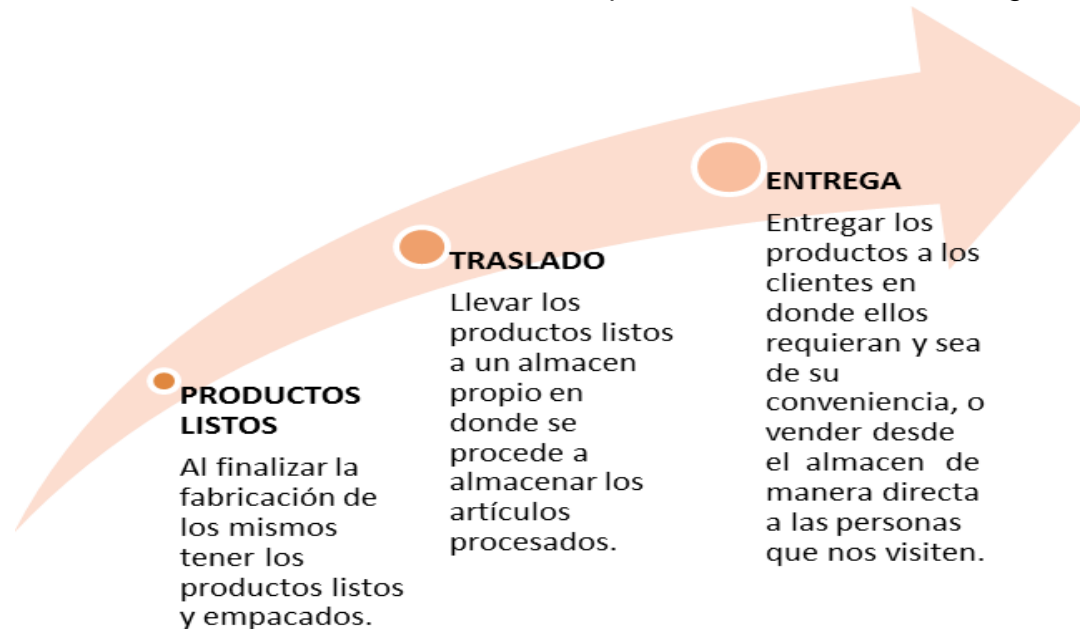 PRODUCTOS
LISTOS
Al finalizar la
fabricación de
los mismos
tener los
productos listos
y empacados.
TRASLADO
Llevar los
productos listos
a un almacen
propio en
donde se
procede a
almacenar los
artículos
procesados.
ENTREGA
Entregar los
productos a los
clientes en
donde ellos
requieran y sea
de su
conveniencia, o
vender desde
el almacen de
manera directa
a las personas
que nos visiten.